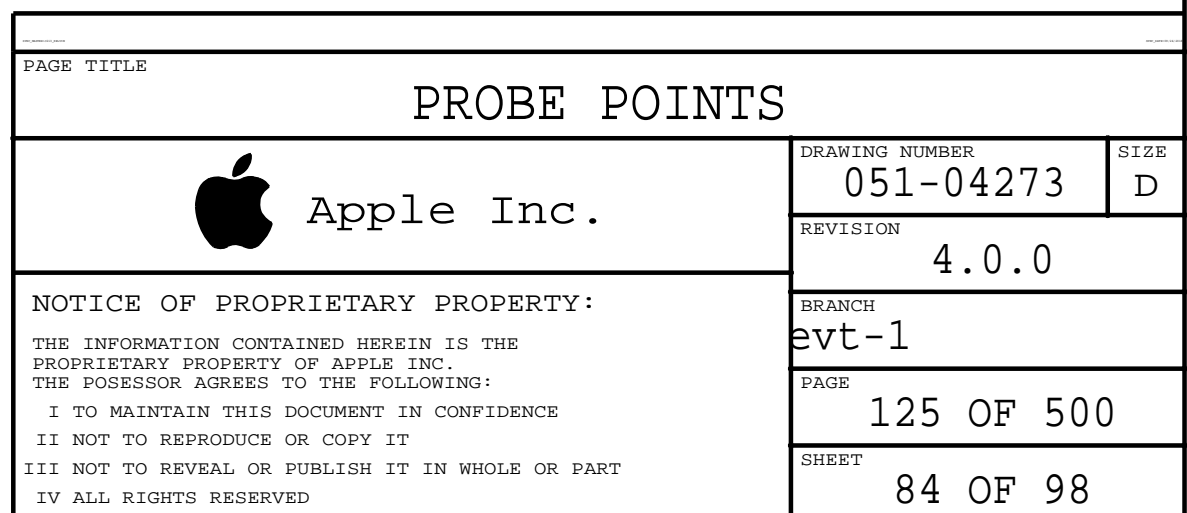 PAGE TITLE
PROBE POINTS
Apple Inc.
DRAWING NUMBER
051-04273
SIZE
D
REVISION
4.0.0
BRANCH
evt-1
PAGE
125 OF 500
SHEET
84 OF 98
NOTICE OF PROPRIETARY PROPERTY:
THE INFORMATION CONTAINED HEREIN IS THE
PROPRIETARY PROPERTY OF APPLE INC.
THE POSESSOR AGREES TO THE FOLLOWING:
I TO MAINTAIN THIS DOCUMENT IN CONFIDENCE
II NOT TO REPRODUCE OR COPY IT
III NOT TO REVEAL OR PUBLISH IT IN WHOLE OR PART
IV ALL RIGHTS RESERVED